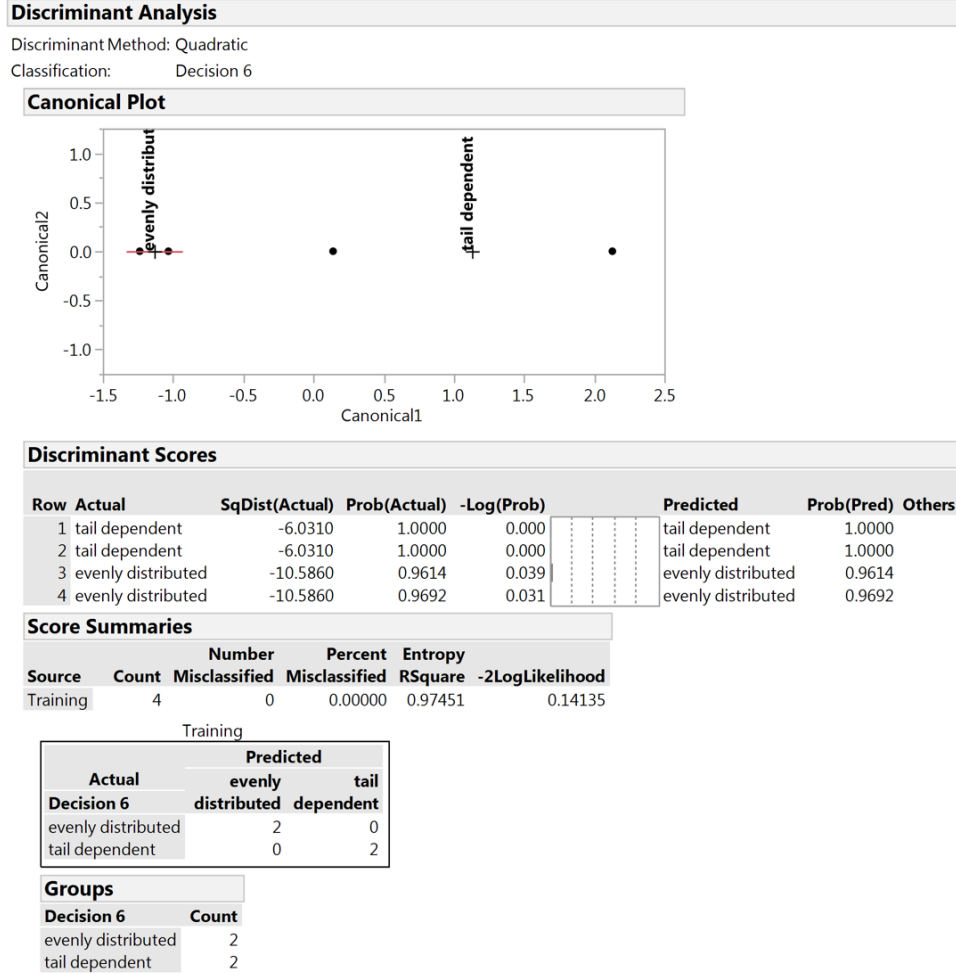 Discriminant Analysis
Discriminant Method: Quadratic
Classification: Decision 6
Canonical Plot
evenly distribut
tail dependent
1.0
0.5
0.0
-0.5
-1.0
Canonical2
-1.5 -1.0 -0.5 0.0 0.5 1.0 1.5 2.0 2.5
Canonical1
Discriminant Scores
Row Actual SqDist(Actual) Prob(Actual) -Log(Prob) Predicted Prob(Pred) Others
1 tail dependent -6.0310 1.0000 0.000 tail dependent 1.0000
2 tail dependent -6.0310 1.0000 0.000 tail dependent 1.0000
3 evenly distributed -10.5860 0.9614 0.039 evenly distributed 0.9614
4 evenly distributed -10.5860 0.9692 0.031 evenly distributed 0.9692
Score Summaries
Number Percent Entropy
Source Count Misclassified Misclassified RSquare -2LogLikelihood
Training 4 0 0.00000 0.97451 0.14135
Training
Predicted
Actual evenly tail
Decision 6 distributed dependent
evenly distributed 2 0
tail dependent 0 2
Groups
Decision 6 Count
evenly distributed 2
tail dependent 2